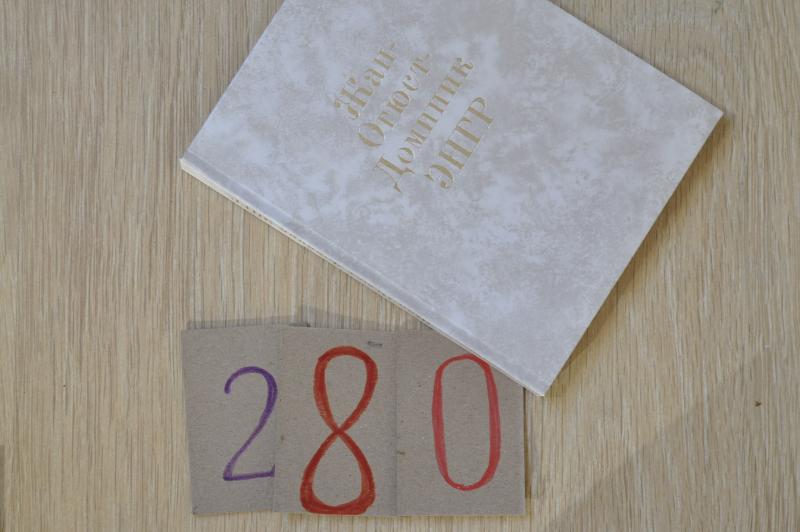 Жан-
Огюст-
Доминик
ЭНГР
280